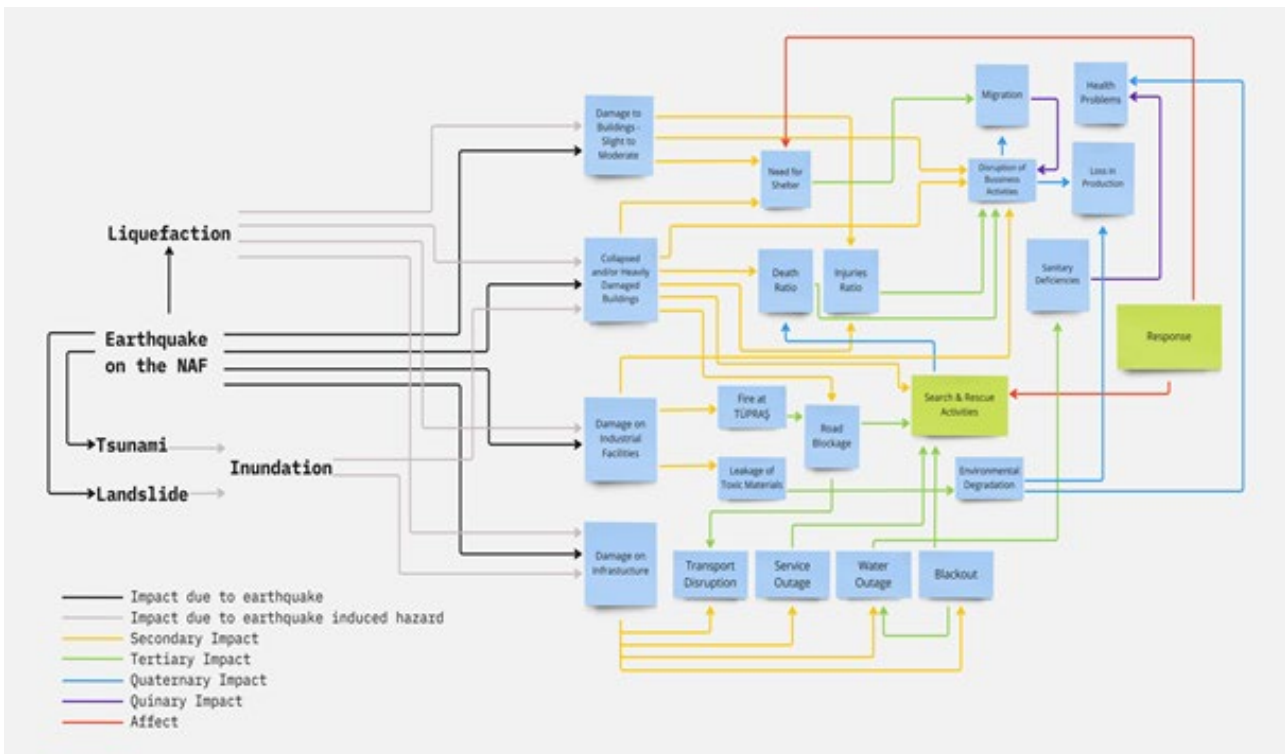 Migration
Health
Problems
Damage to
Buildings -
Slight to
Moderate
Need for
Shelter
Disruption of
Bussiness
Activities
Loss in
Production
Liquefaction
Collapsed
and/or Heavily
Damaged
Buildings
Death
Ratio
Injuries
Ratio
Sanitary
Deficiencies
Response
Earthquake
on the NAF
Tsunami
Inundation
Landslide
Damage on
Industrial
Facilities
Fire at
TÜPRAŞ
Road
Blockage
Search & Rescue
Activities
Leakage of
Toxic Materials
Environmental
Degradation
Damage on
Infrastucture
Transport
Disruption
Service
Outage
Water
Outage
Blackout
Impact due to earthquake
Impact due to earthquake induced hazard
Secondary Impact
Tertiary Impact
Quaternary Impact
Quinary Impact
Affect